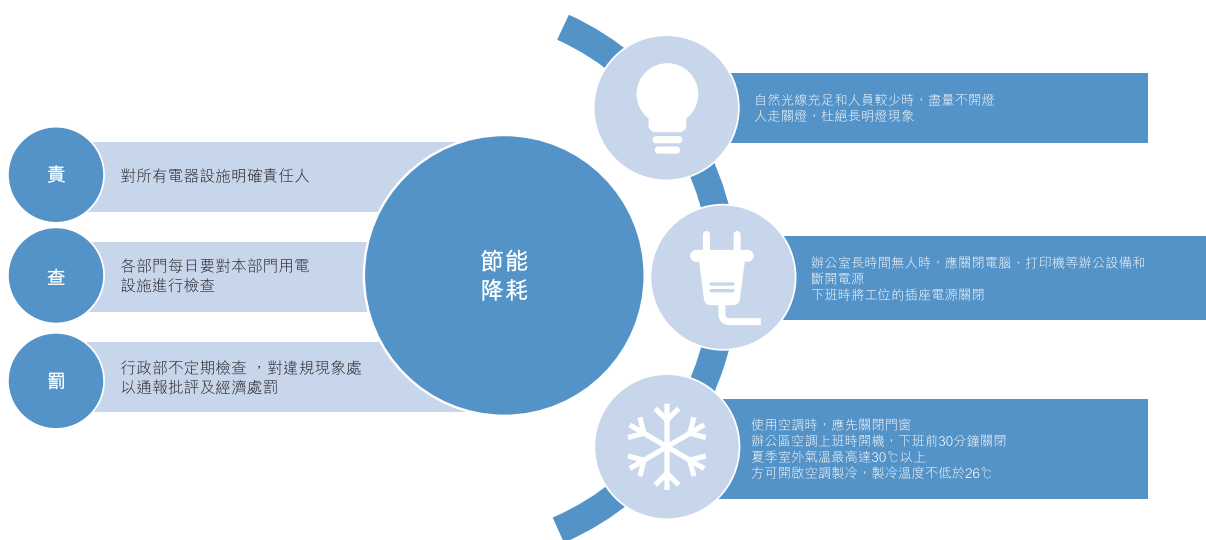 責
對所有電器設施明確責任人
查
各部門每日要對本部門用電
設施進行檢查
罰
行政部不定期檢查 ,對違規現象處
以通報批評及經濟處罰
節能
降耗
自然光線充足和人員較少時,盡量不開燈
人走關燈,杜絕長明燈現象
辦公室長時間無人時,應關閉電腦、打印機等辦公設備和
斷開電源
下班時將工位的插座電源關閉
使用空調時,應先關閉門窗
辦公區空調上班時開機,下班前30分鐘關閉
夏季室外氣溫最高達30℃以上
方可開啟空調製冷,製冷溫度不低於26℃